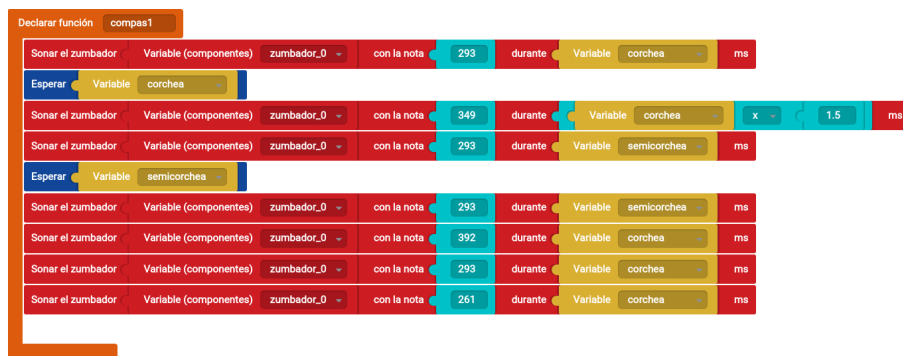 Declarar función compas1
Sonar el zumbador Variable (componentes) zumbador_0 con la nota 293 durante Variable corchea ms
Esperar Variable corchea
Sonar el zumbador Variable (componentes) zumbador_0 con la nota 349 durante Variable corchea x 1.5 ms
Sonar el zumbador Variable (componentes) zumbador_0 con la nota 293 durante Variable semicorchea ms
Esperar Variable semicorchea
Sonar el zumbador Variable (componentes) zumbador_0 con la nota 293 durante Variable semicorchea ms
Sonar el zumbador Variable (componentes) zumbador_0 con la nota 392 durante Variable corchea ms
Sonar el zumbador Variable (componentes) zumbador_0 con la nota 293 durante Variable corchea ms
Sonar el zumbador Variable (componentes) zumbador_0 con la nota 261 durante Variable corchea ms